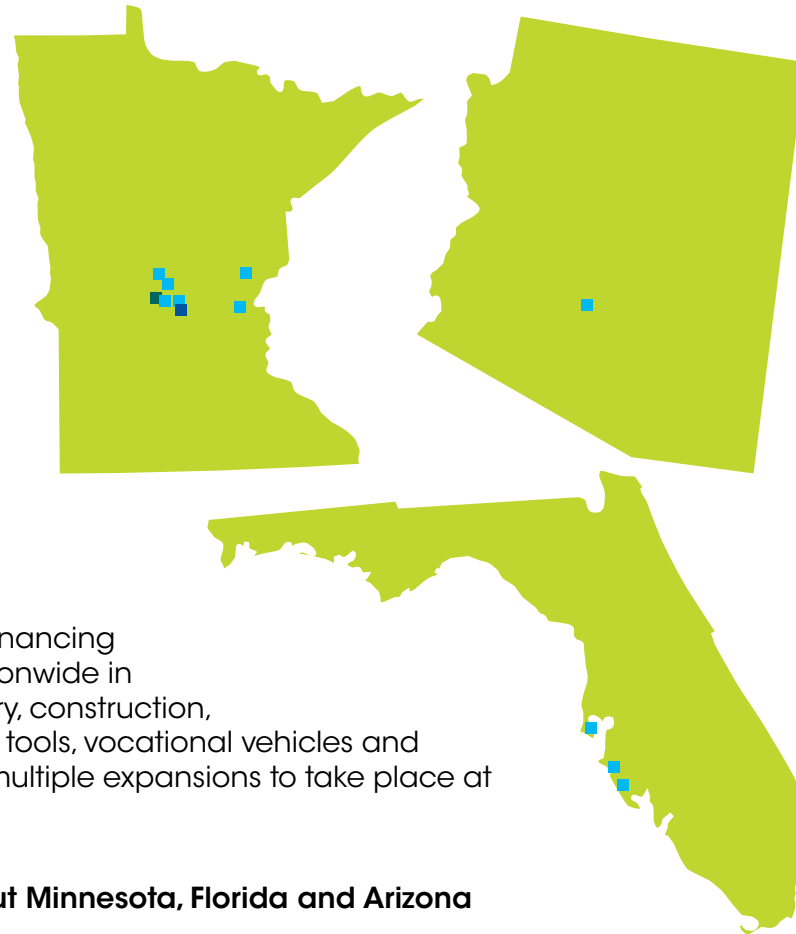 nancing
onwide in
ry, construction,
tools, vocational vehicles and
multiple expansions to take place at
ut Minnesota, Florida and Arizona